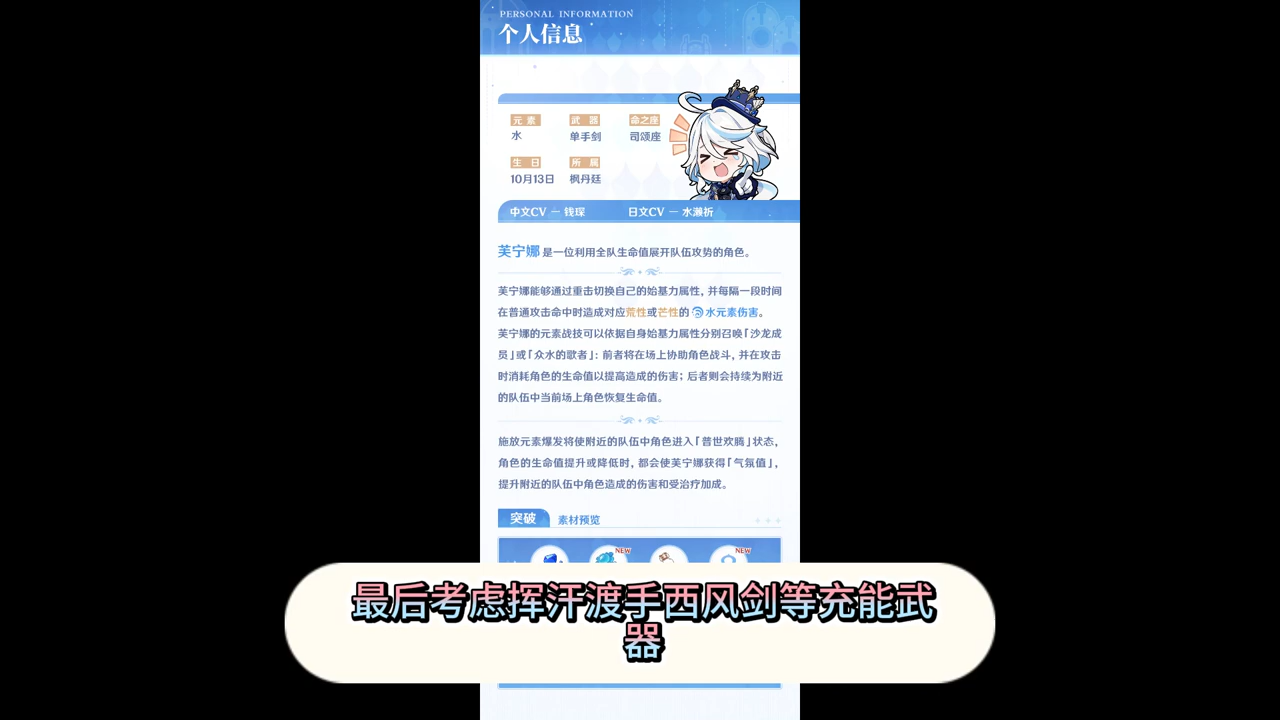 PERSONAL INFORMATION
个人信息
元素 武器 命之座
水 单手剑 司颂座
生日 所属
10月13日 枫丹廷
中文CV — 钱琛 日文CV — 水濑祈
芙宁娜 是一位利用全队生命值展开队伍攻势的角色。
芙宁娜能够通过重击切换自己的始基力属性，并每隔一段时间
在普通攻击命中时造成对应荒性或芒性的水元素伤害。
芙宁娜的元素战技可以依据自身始基力属性分别召唤「沙龙成
员」或「众水的歌者」：前者将在场上协助角色战斗，并在攻击
时消耗角色的生命值以提高造成的伤害；后者则会持续为附近
的队伍中当前场上角色恢复生命值。
施放元素爆发将使附近的队伍中角色进入「普世欢腾」状态，
角色的生命值提升或降低时，都会使芙宁娜获得「气氛值」，
提升附近的队伍中角色造成的伤害和受治疗加成。
突破 素材预览
NEW NEW
最后考虑挥汗渡手西风剑等充能武
器